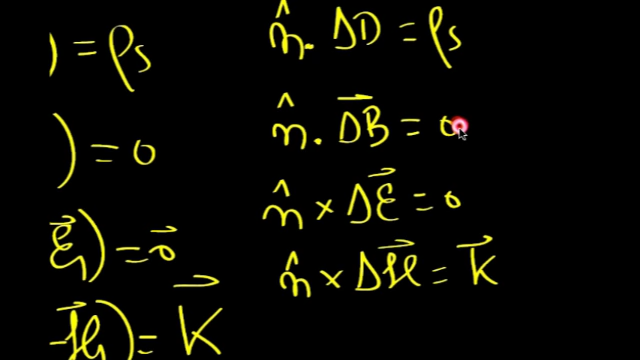 ) = ρs
) = 0
ℰ⃗) = 0⃗
-ℋ⃗) = K⃗
n̂. ΔD = ρs
n̂. ΔB⃗ = 0
n̂ × Δℰ⃗ = 0
n̂ × Δℋ⃗ = K⃗